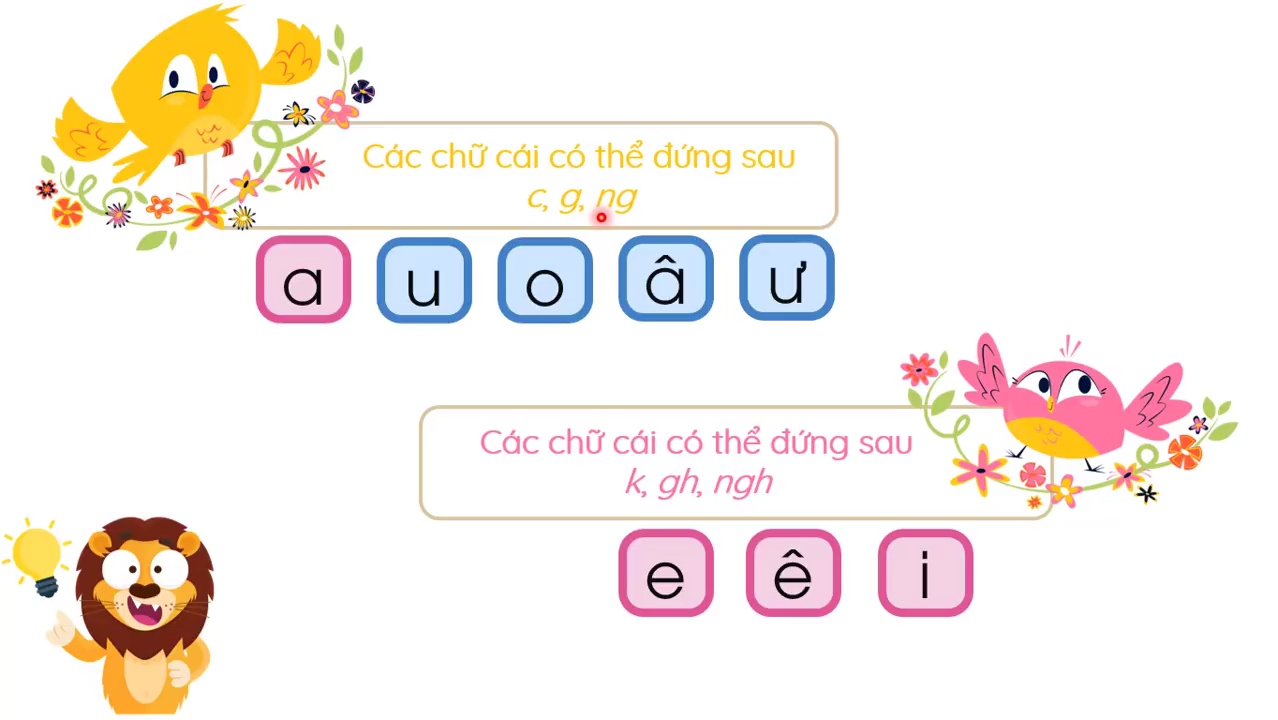 Các chữ cái có thể đứng sau
c, g, ng
a u o â ư
Các chữ cái có thể đứng sau
k, gh, ngh
e ê i